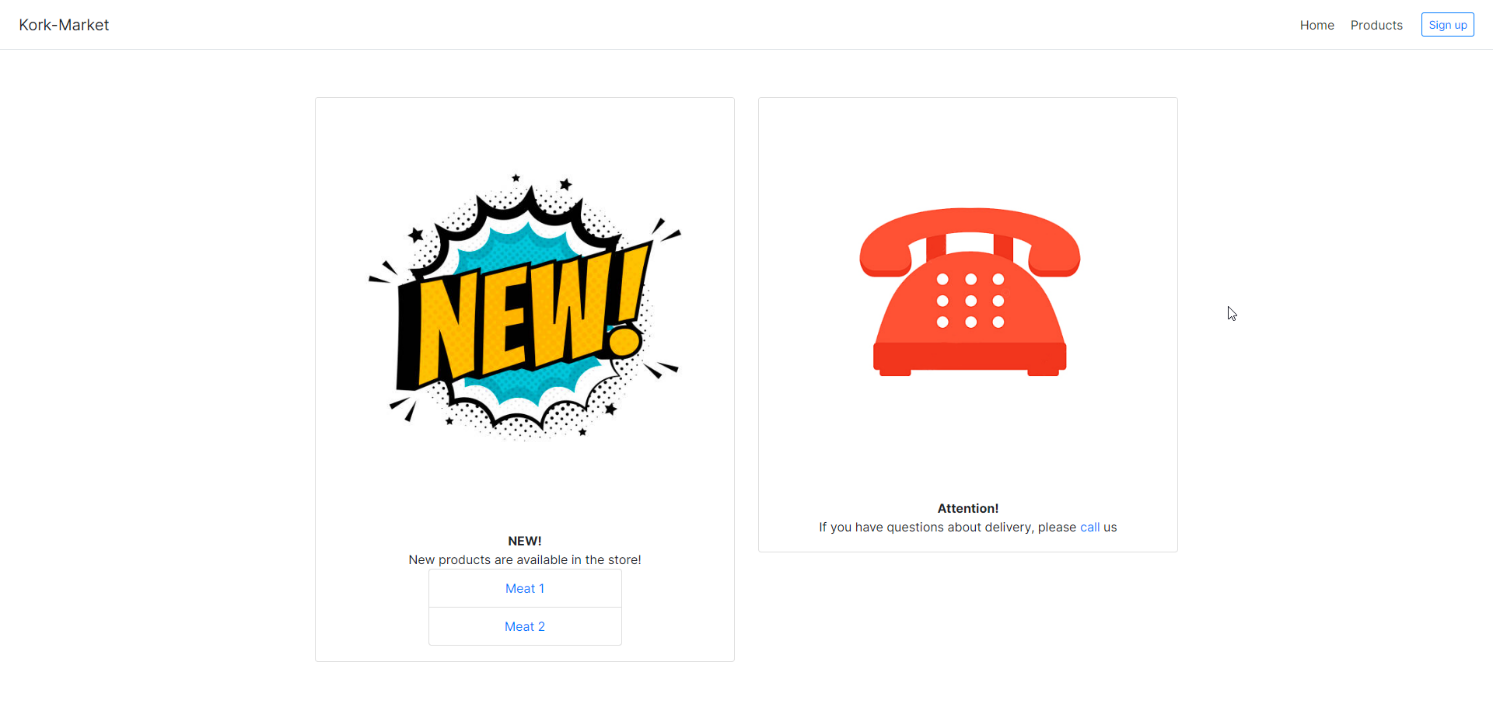 Kork-Market
Home Products Sign up
NEW!
NEW!
New products are available in the store!
Meat 1
Meat 2
Attention!
If you have questions about delivery, please call us